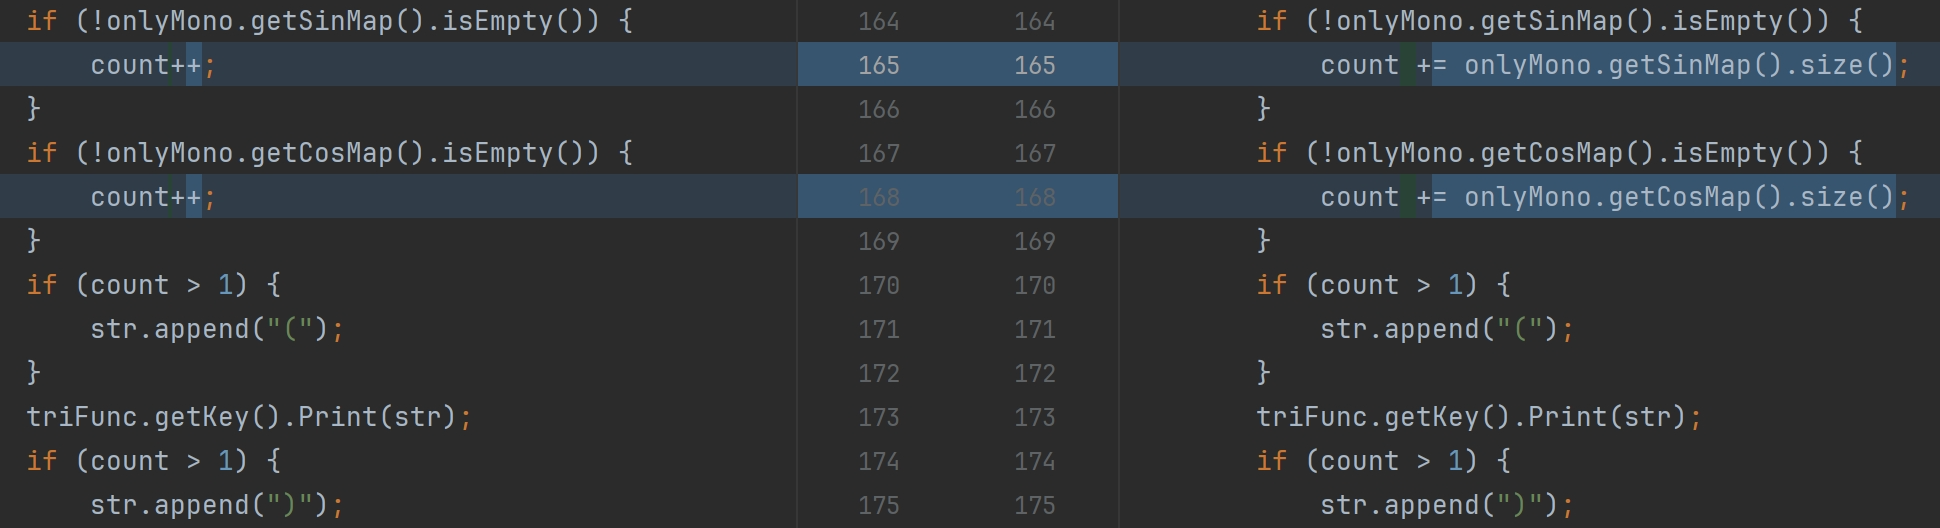 if (!onlyMono.getSinMap().isEmpty()) { 164 164 if (!onlyMono.getSinMap().isEmpty()) {
count++; 165 165 count += onlyMono.getSinMap().size();
} 166 166 }
if (!onlyMono.getCosMap().isEmpty()) { 167 167 if (!onlyMono.getCosMap().isEmpty()) {
count++; 168 168 count += onlyMono.getCosMap().size();
} 169 169 }
if (count > 1) { 170 170 if (count > 1) {
str.append("("); 171 171 str.append("(");
} 172 172 }
triFunc.getKey().Print(str); 173 173 triFunc.getKey().Print(str);
if (count > 1) { 174 174 if (count > 1) {
str.append(")"); 175 175 str.append(")");